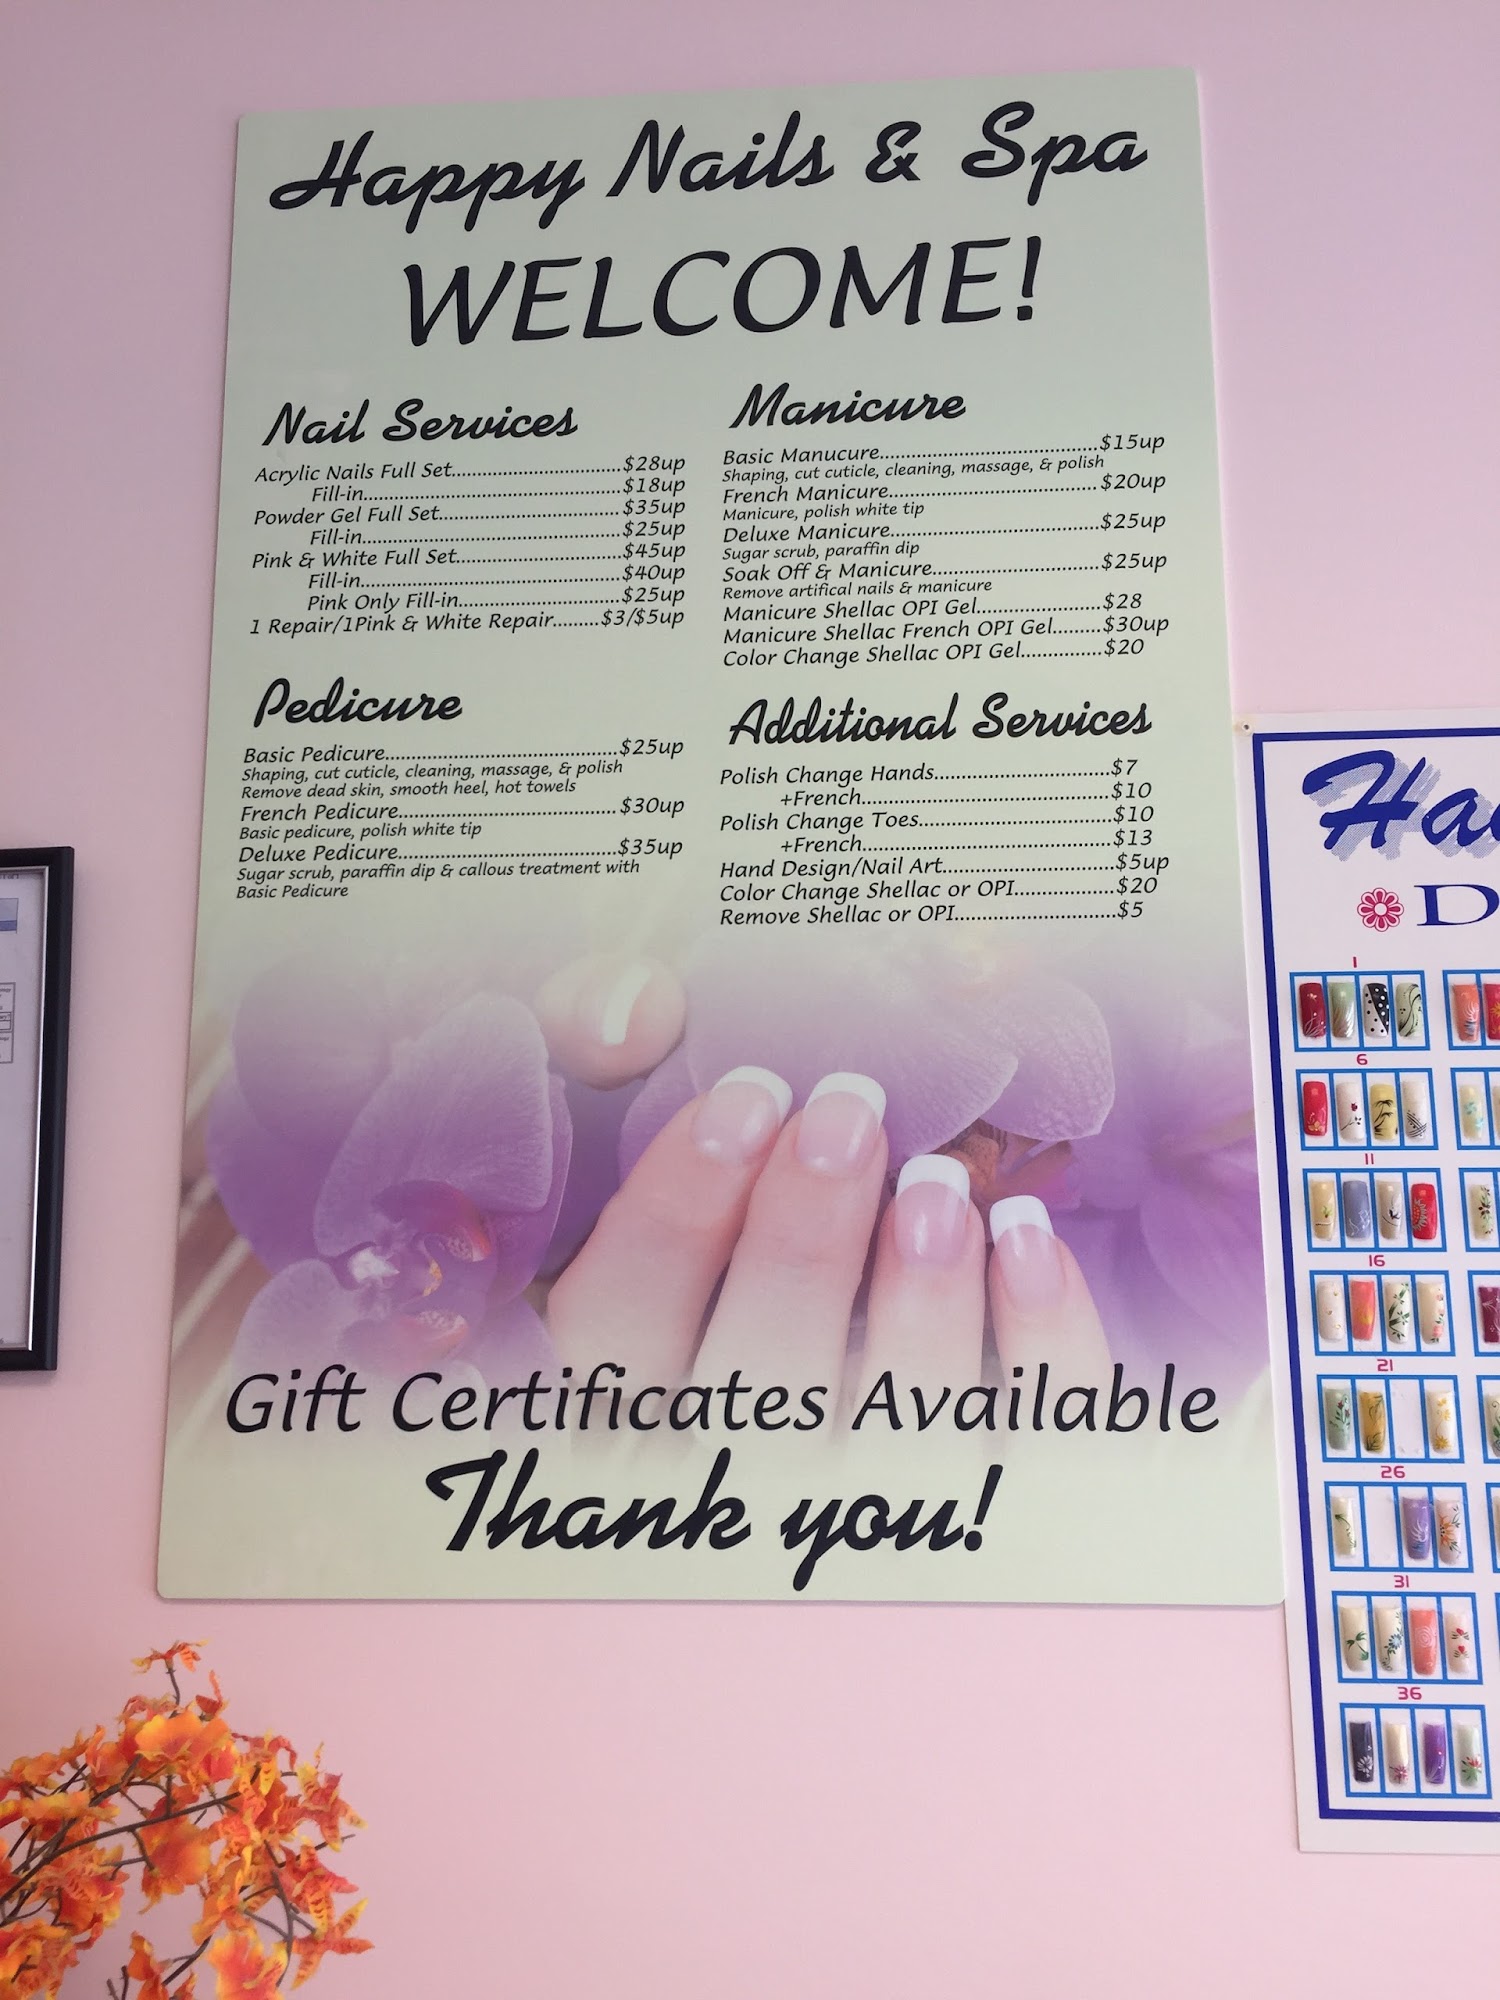 Happy Nails & Spa
WELCOME!
Nail Services
Acrylic Nails Full Set.............................$28up
Fill-in.............................................$18up
Powder Gel Full Set...............................$35up
Fill-in.............................................$25up
Pink & White Full Set.............................$45up
Fill-in.............................................$40up
Pink Only Fill-in............................$25up
1 Repair/1Pink & White Repair.........$3/$5up
Pedicure
Basic Pedicure........................................$25up
Shaping, cut cuticle, cleaning, massage, & polish
Remove dead skin, smooth heel, hot towels
French Pedicure......................................$30up
Basic pedicure, polish white tip
Deluxe Pedicure......................................$35up
Sugar scrub, paraffin dip & callous treatment with
Basic Pedicure
Manicure
Basic Manucure......................................$15up
Shaping, cut cuticle, cleaning, massage, & polish
French Manicure....................................$20up
Manicure, polish white tip
Deluxe Manicure....................................$25up
Sugar scrub, paraffin dip
Soak Off & Manicure.............................$25up
Remove artifical nails & manicure
Manicure Shellac OPI Gel.....................$28
Manicure Shellac French OPI Gel.........$30up
Color Change Shellac OPI Gel...............$20
Additional Services
Polish Change Hands...............................$7
+French...........................................$10
Polish Change Toes.................................$10
+French...........................................$13
Hand Design/Nail Art..............................$5up
Color Change Shellac or OPI.................$20
Remove Shellac or OPI............................$5
Gift Certificates Available
Thank you!
1
6
11
16
21
26
31
36